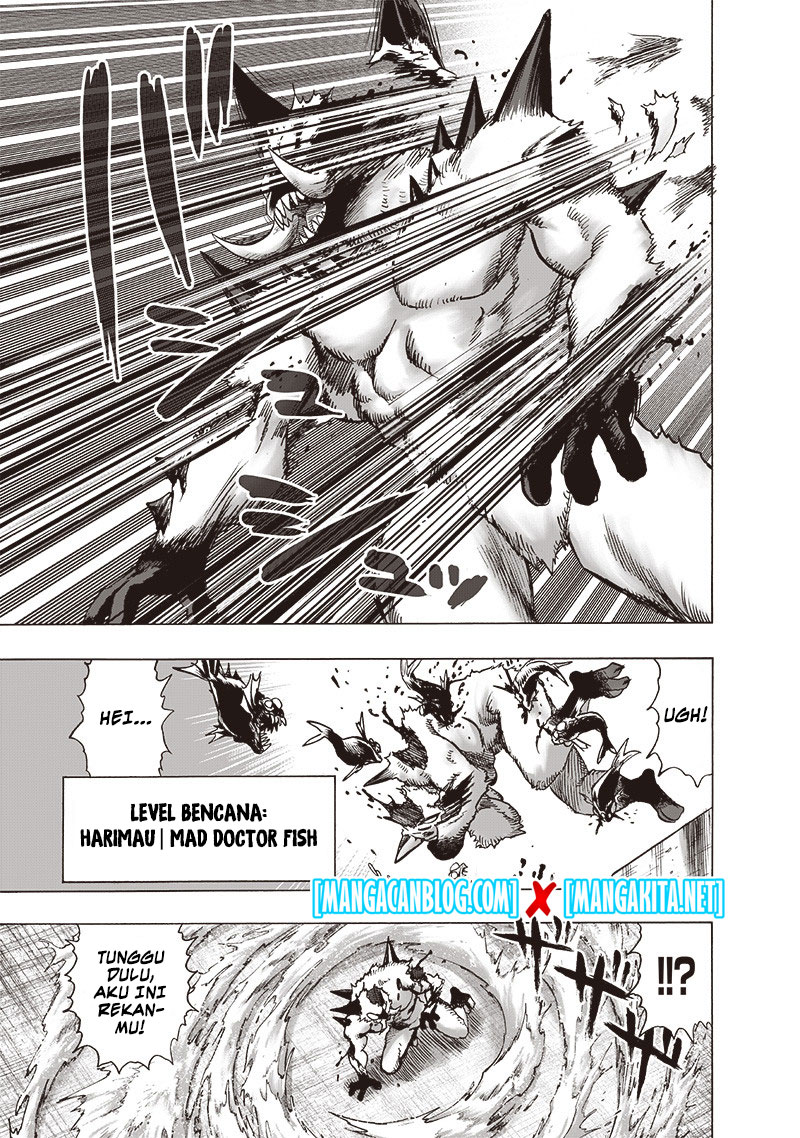 UGH!
HEI...
LEVEL BENCANA:
HARIMAU | MAD DOCTOR FISH
[MANGACANBLOG.COM] X [MANGAKITA.NET]
!!?
TUNGGU
DULU,
AKU INI
REKAN-
MU!